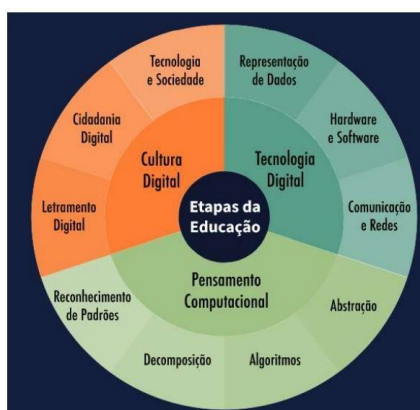 Tecnologia
e Sociedade
Representação
de Dados
Cidadania
Digital
Hardware
e Software
Cultura
Digital
Tecnologia
Digital
Letramento
Digital
Etapas da
Educação
Comunicação
e Redes
Pensamento
Computacional
Reconhecimento
de Padrões
Abstração
Decomposição
Algoritmos